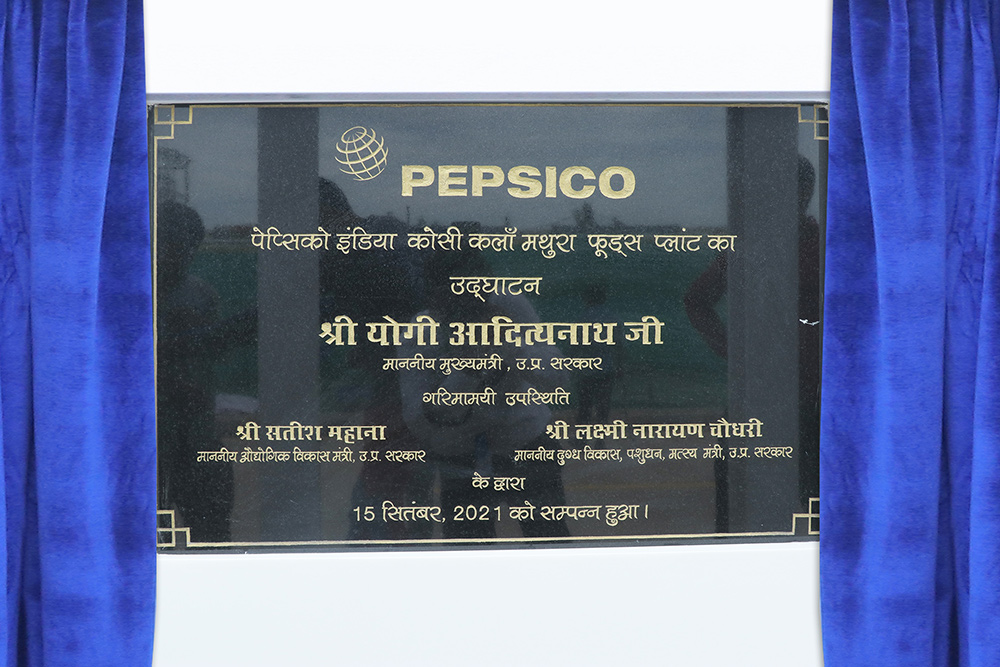 PEPSICO
पेप्सिको इंडिया कोसी कलाँ मथुरा फूड्स प्लांट का
उद्घाटन
श्री योगी आदित्यनाथ जी
माननीय मुख्यमंत्री, उ.प्र. सरकार
गरिमामयी उपस्थिति
श्री सतीश महाना
माननीय औद्योगिक विकास मंत्री, उ.प्र. सरकार
श्री लक्ष्मी नारायण चौधरी
माननीय दुग्ध विकास, पशुधन, मत्स्य मंत्री, उ.प्र. सरकार
के द्वारा
15 सितंबर, 2021 को सम्पन्न हुआ।